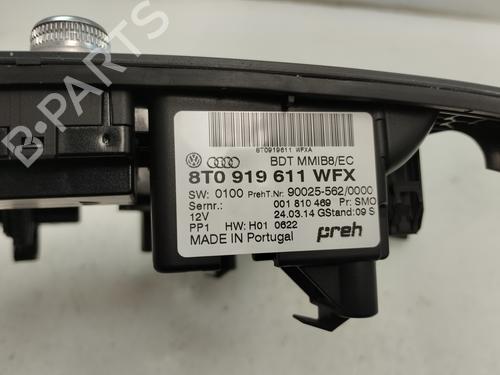 B-PARTS
8T0919611 WFXA
BDT MMIB8/EC
8T0 919 611 WFX
SW: 0100 PrehT.Nr: 90025-562/0000
Sernr.: 001 810 469 Pr: SMO
12V 24.03.14 GStand: 09 S
PP1 HW: H01 0622
MADE IN Portugal preh